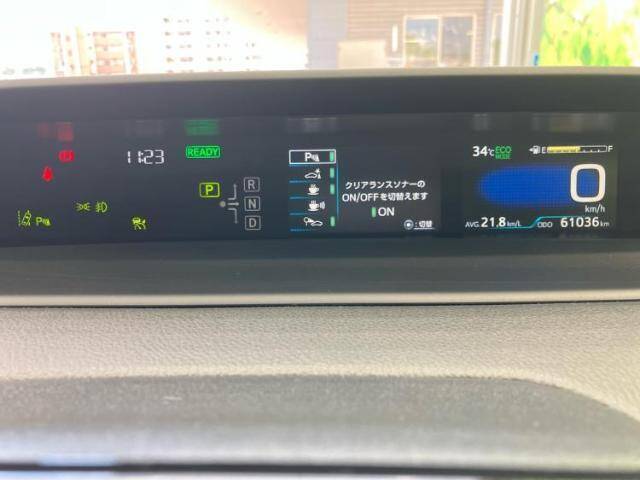 11:23
READY
P
R
N
D
P
P
クリアランスソナーの
ON/OFFを切替えます
ON
:切替
34℃ ECO
MODE
E F
0
km/h
AVG. 21.8 km/L ODO 61036 km